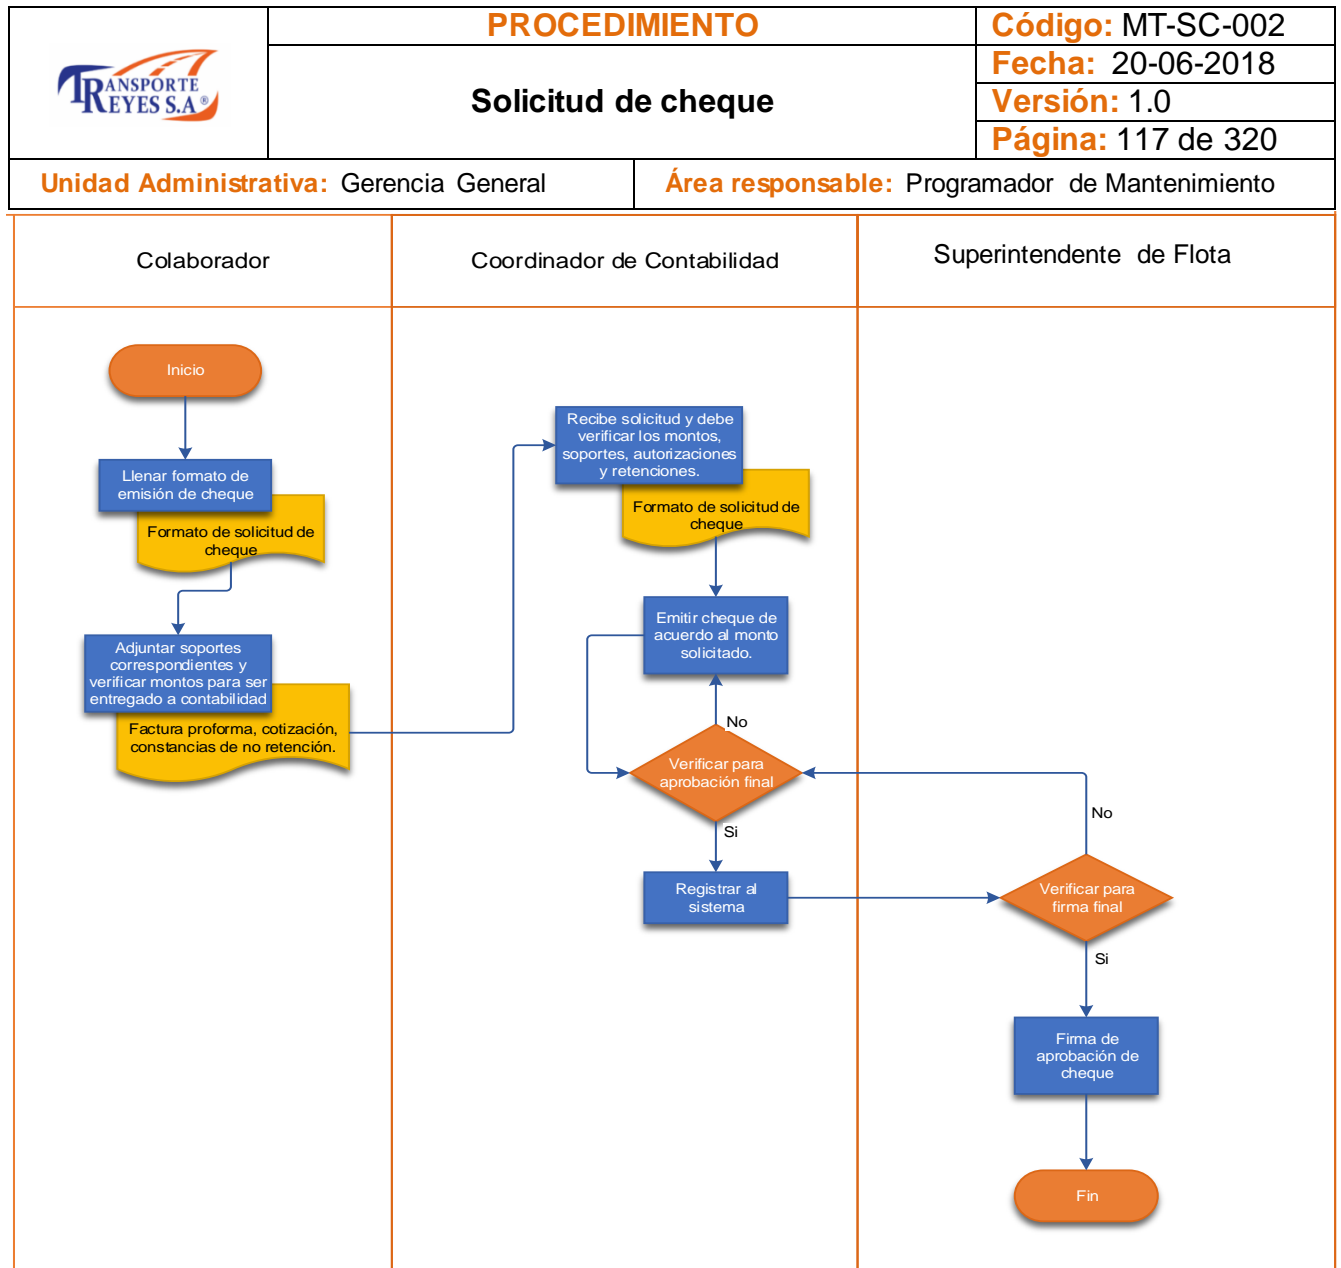 TRANSPORTE
REYES S.A ®
PROCEDIMIENTO
Solicitud de cheque
Código: MT-SC-002
Fecha: 20-06-2018
Versión: 1.0
Página: 117 de 320
Unidad Administrativa: Gerencia General
Área responsable: Programador de Mantenimiento
Colaborador
Coordinador de Contabilidad
Superintendente de Flota
Inicio
Llenar formato de
emisión de cheque
Formato de solicitud de
cheque
Adjuntar soportes
correspondientes y
verificar montos para ser
entregado a contabilidad
Factura proforma, cotización,
constancias de no retención.
Recibe solicitud y debe
verificar los montos,
soportes, autorizaciones
y retenciones.
Formato de solicitud de
cheque
Emitir cheque de
acuerdo al monto
solicitado.
No
Verificar para
aprobación final
Si
Registrar al
sistema
No
Verificar para
firma final
Si
Firma de
aprobación de
cheque
Fin